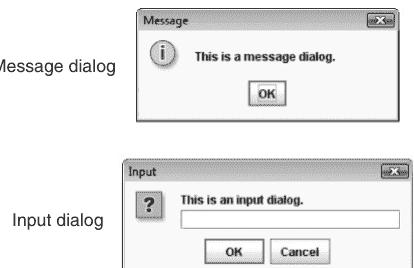 Message
This is a message dialog.
Message dialog
OK
Input
?
This is an input dialog.
Input dialog
OK Cancel